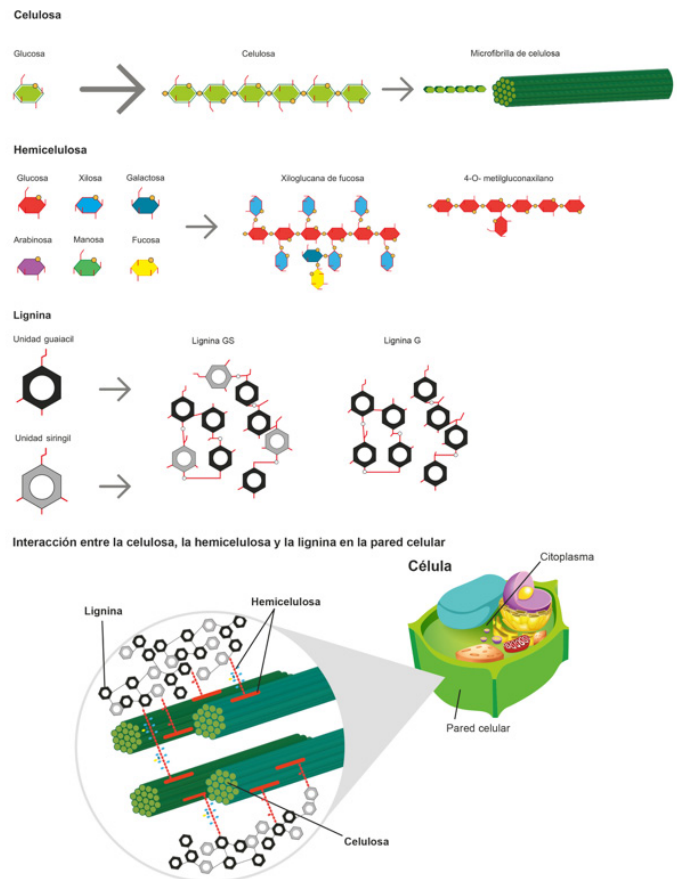 Celulosa
Glucosa
Celulosa
Microfibrilla de celulosa
Hemicelulosa
Glucosa
Xilosa
Galactosa
Xiloglucana de fucosa
4-O- metilgluconaxilano
Arabinosa
Manosa
Fucosa
Lignina
Unidad guaiacil
Lignina GS
Lignina G
Unidad siringil
Interacción entre la celulosa, la hemicelulosa y la lignina en la pared celular
Célula
Citoplasma
Lignina
Hemicelulosa
Pared celular
Celulosa